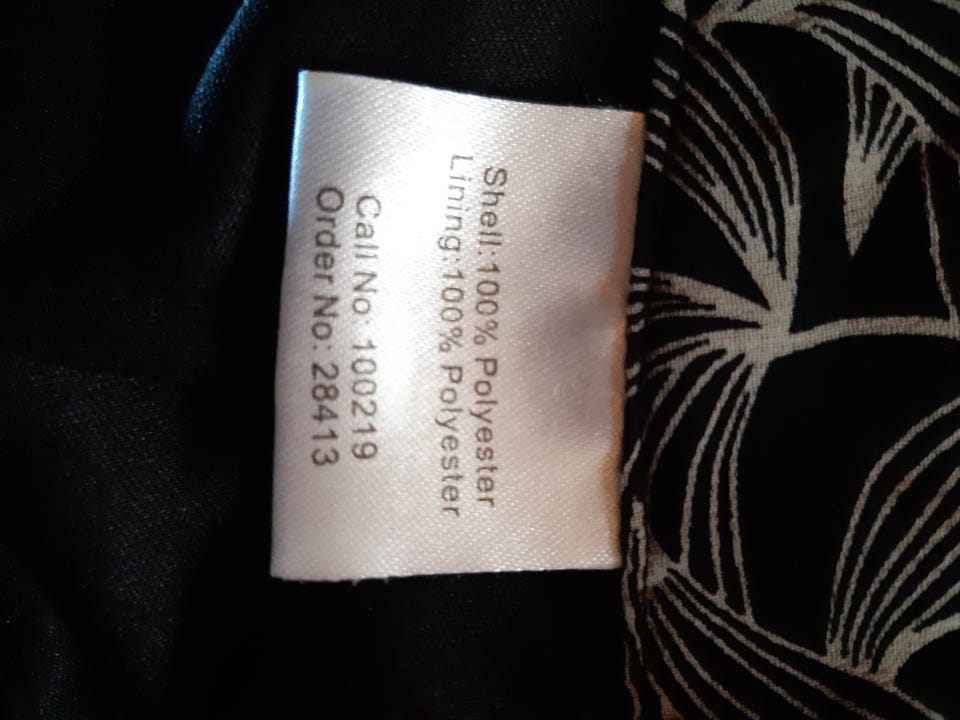 Shell:100% Polyester
Lining:100% Polyester
Call No: 100219
Order No: 28413